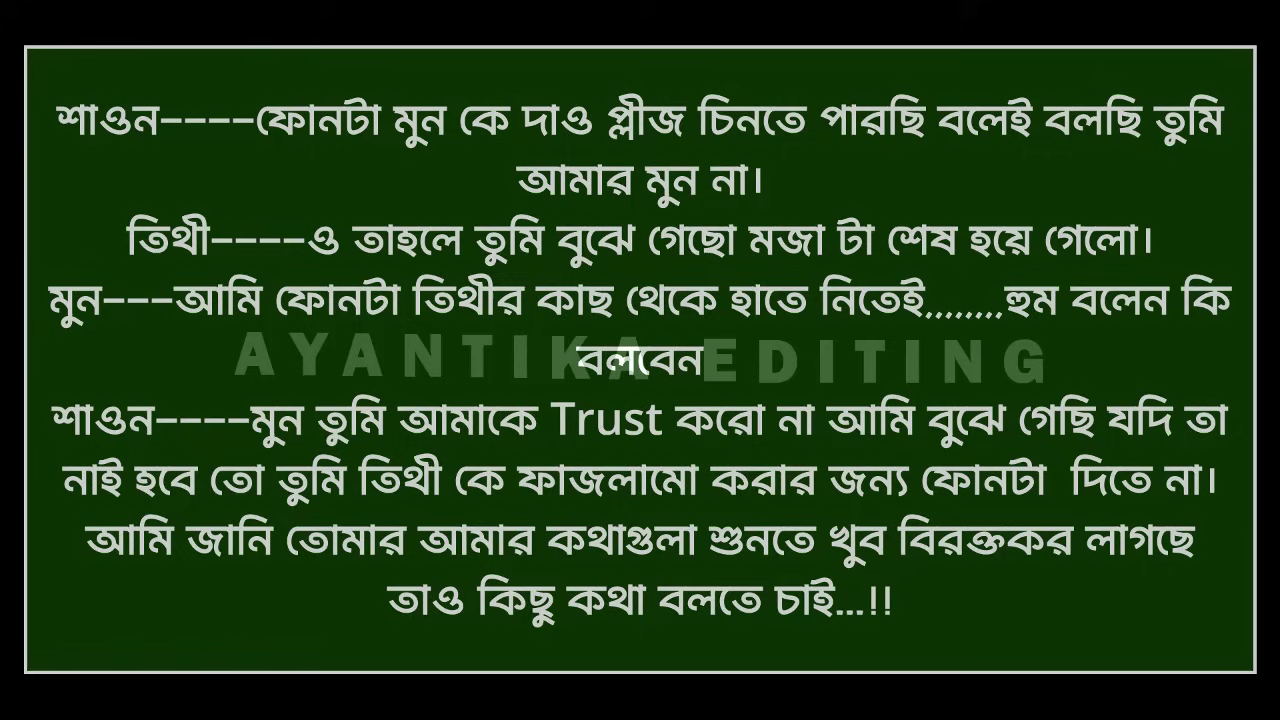 শাওন----ফোনটা মুন কে দাও প্লীজ চিনতে পারছি বলেই বলছি তুমি
আমার মুন না।
তিথী----ও তাহলে তুমি বুঝে গেছো মজা টা শেষ হয়ে গেলো।
মুন---আমি ফোনটা তিথীর কাছ থেকে হাতে নিতেই,,,,,,,,হুম বলেন কি
বলবেন
AYANTIKA EDITING
শাওন----মুন তুমি আমাকে Trust করো না আমি বুঝে গেছি যদি তা
নাই হবে তো তুমি তিথী কে ফাজলামো করার জন্য ফোনটা  দিতে না।
আমি জানি তোমার আমার কথাগুলা শুনতে খুব বিরক্তকর লাগছে
তাও কিছু কথা বলতে চাই...!!